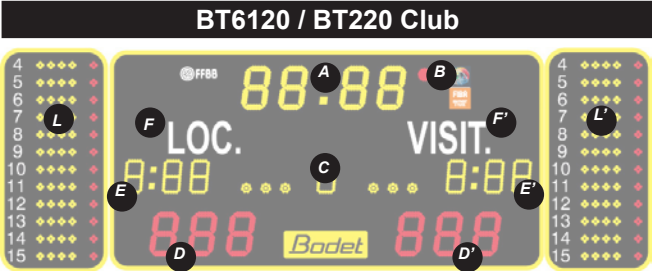 BT6120 / BT220 Club
FFBB 88:88 A B
FIBA
F LOC. VISIT. F'
E 8:88 C 8 8:88 E'
D 888 Bodet 888 D'
4 4
5 5
6 6
7 L 7 L'
8 8
9 9
10 10
11 11
12 12
13 13
14 14
15 15